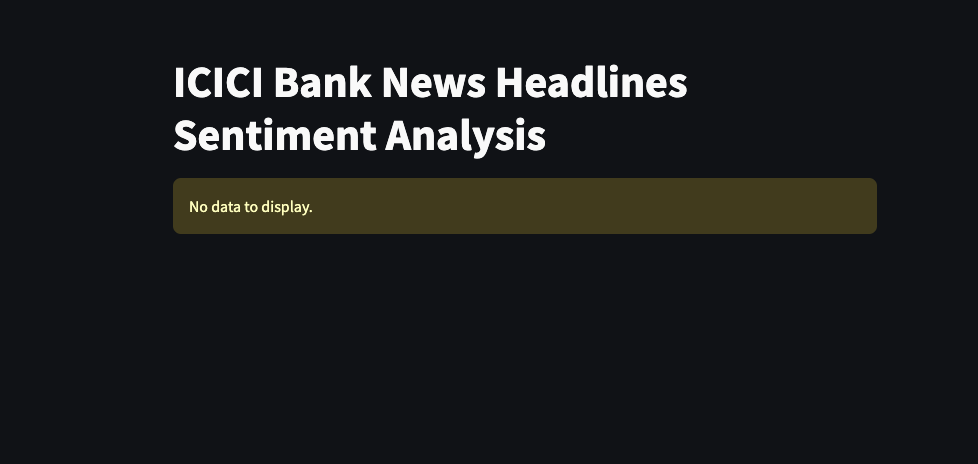 ICICI Bank News Headlines
Sentiment Analysis
No data to display.